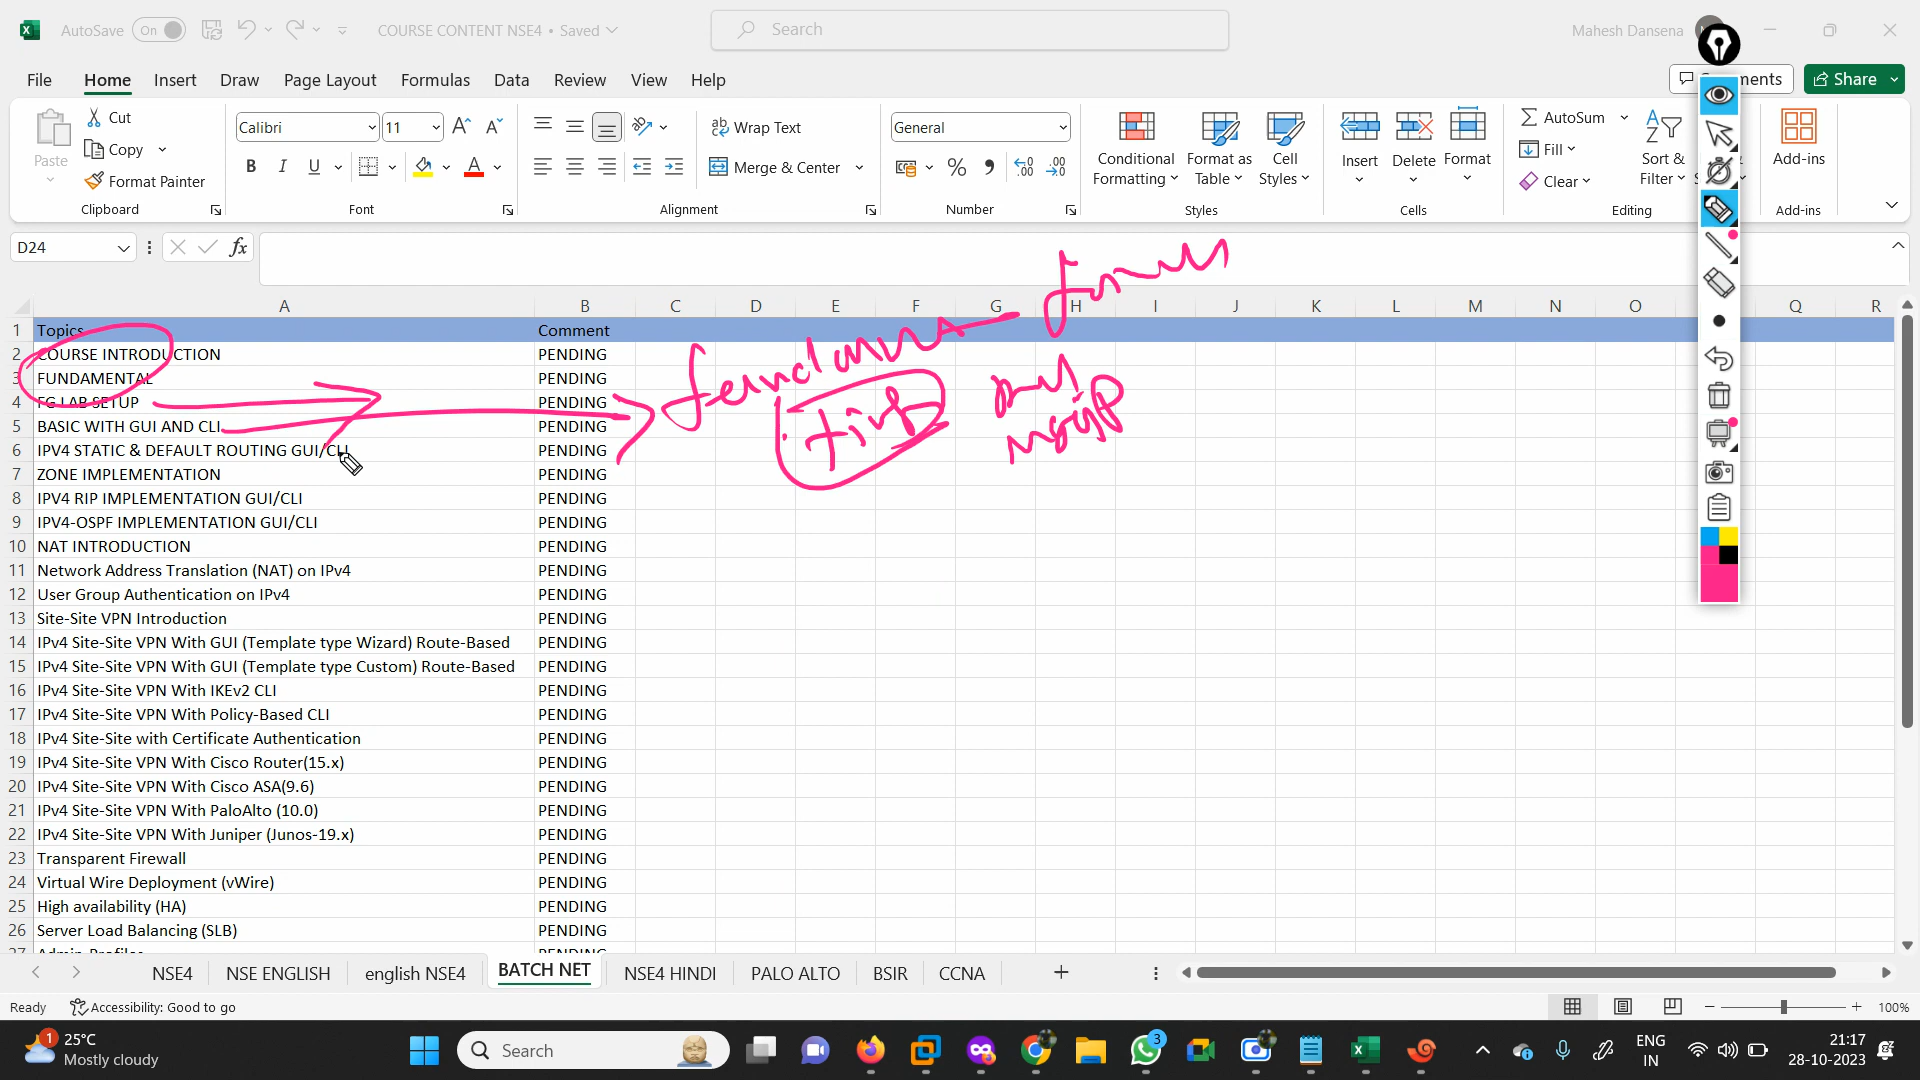 AutoSave On COURSE CONTENT NSE4 • Saved Search Mahesh Dansena
File Home Insert Draw Page Layout Formulas Data Review View Help Share
Paste Cut Copy Format Painter Clipboard
Calibri 11 B I U A Font
Wrap Text Merge & Center Alignment
General % Number
Conditional Formatting Format as Table Cell Styles Styles
Insert Delete Format Cells
AutoSum Fill Clear Sort & Filter Editing
Add-ins Add-ins
D24 fx
A B C D E F G H I J K L M N O Q R
1 Topics Comment
2 COURSE INTRODUCTION PENDING
3 FUNDAMENTAL PENDING
4 FG LAB SETUP PENDING
5 BASIC WITH GUI AND CLI PENDING
6 IPV4 STATIC & DEFAULT ROUTING GUI/CLI PENDING
7 ZONE IMPLEMENTATION PENDING
8 IPV4 RIP IMPLEMENTATION GUI/CLI PENDING
9 IPV4-OSPF IMPLEMENTATION GUI/CLI PENDING
10 NAT INTRODUCTION PENDING
11 Network Address Translation (NAT) on IPv4 PENDING
12 User Group Authentication on IPv4 PENDING
13 Site-Site VPN Introduction PENDING
14 IPv4 Site-Site VPN With GUI (Template type Wizard) Route-Based PENDING
15 IPv4 Site-Site VPN With GUI (Template type Custom) Route-Based PENDING
16 IPv4 Site-Site VPN With IKEv2 CLI PENDING
17 IPv4 Site-Site VPN With Policy-Based CLI PENDING
18 IPv4 Site-Site with Certificate Authentication PENDING
19 IPv4 Site-Site VPN With Cisco Router(15.x) PENDING
20 IPv4 Site-Site VPN With Cisco ASA(9.6) PENDING
21 IPv4 Site-Site VPN With PaloAlto (10.0) PENDING
22 IPv4 Site-Site VPN With Juniper (Junos-19.x) PENDING
23 Transparent Firewall PENDING
24 Virtual Wire Deployment (vWire) PENDING
25 High availability (HA) PENDING
26 Server Load Balancing (SLB) PENDING
NSE4 NSE ENGLISH english NSE4 BATCH NET NSE4 HINDI PALO ALTO BSIR CCNA
Ready Accessibility: Good to go 100%
1 25°C Mostly cloudy Search 3 ENG IN 21:17 28-10-2023